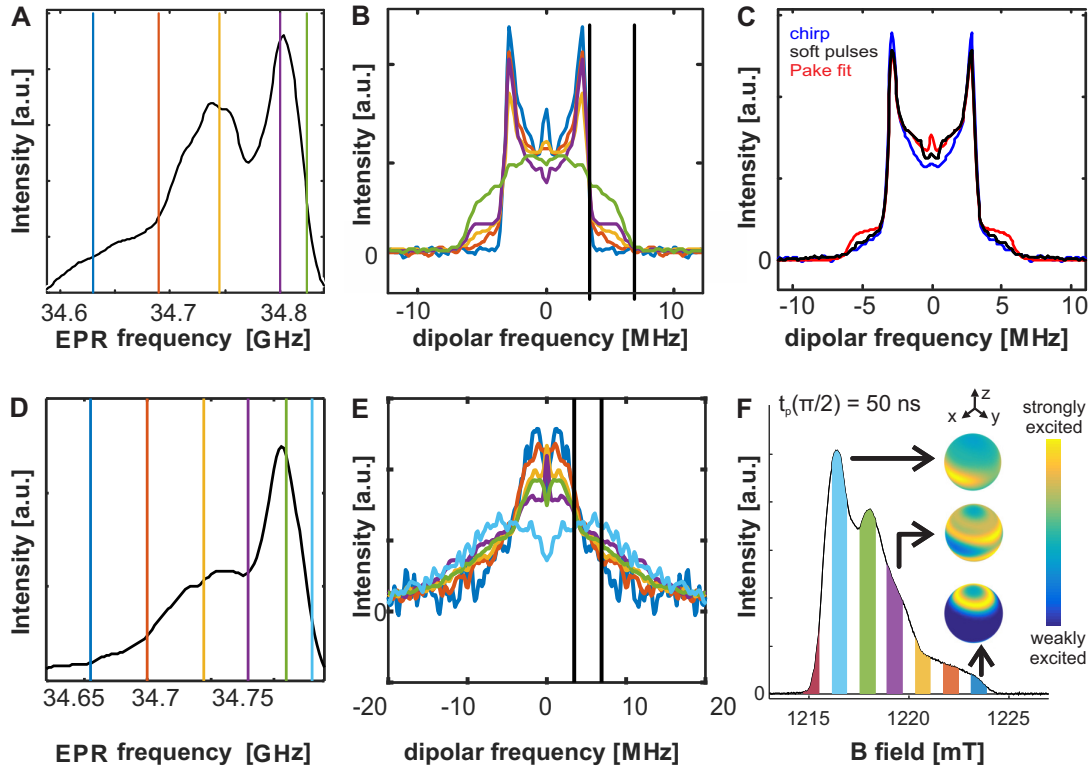 A
Intensity [a.u.]
34.6
34.7
34.8
EPR frequency [GHz]
B
Intensity [a.u.]
0
-10
0
10
dipolar frequency [MHz]
C
chirp
soft pulses
Pake fit
Intensity [a.u.]
0
-10
-5
0
5
10
dipolar frequency [MHz]
D
Intensity [a.u.]
34.65
34.7
34.75
EPR frequency [GHz]
E
Intensity [a.u.]
0
-20
-10
0
10
20
dipolar frequency [MHz]
F
tp(π/2) = 50 ns
z
x
y
strongly
excited
weakly
excited
Intensity [a.u.]
0
1215
1220
1225
B field [mT]